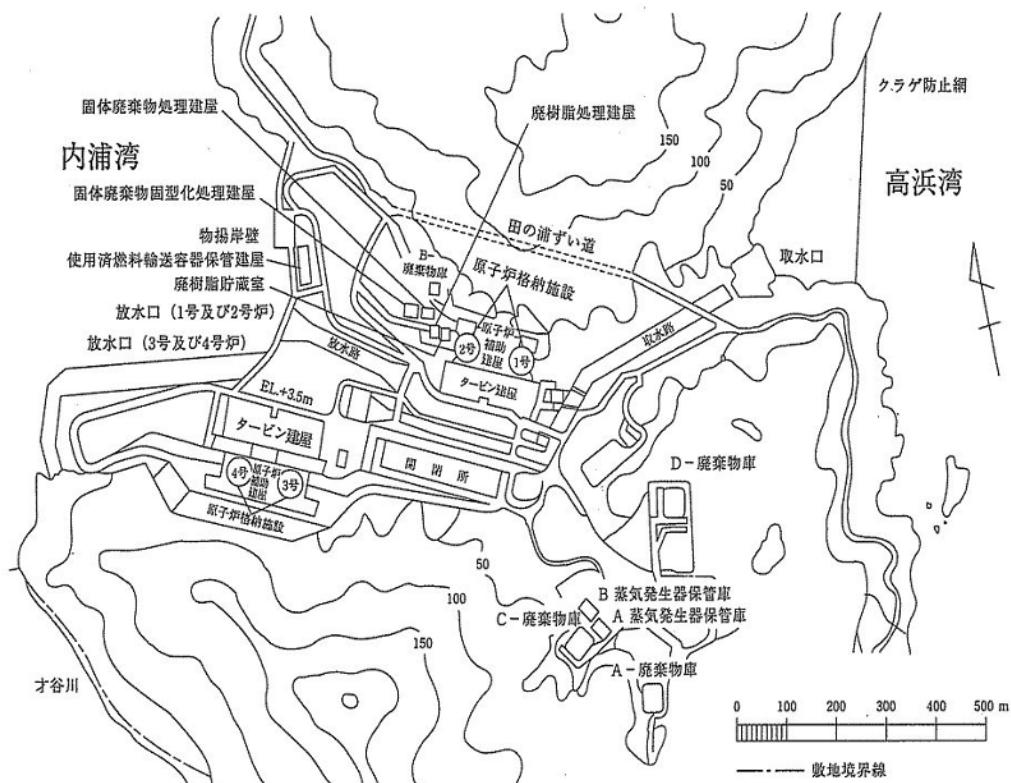 クラゲ防止網
固体廃棄物処理建屋
廃樹脂処理建屋
150
100
50
内浦湾
高浜湾
固体廃棄物固型化処理建屋
田の浦ずい道
取水口
物揚岸壁
B-
廃棄物庫
原子炉格納施設
使用済燃料輸送容器保管建屋
廃樹脂貯蔵室
放水口(1号及び2号炉)
原子炉
補助
建屋
2号
1号
取水路
放水口(3号及び4号炉)
放水路
タービン建屋
EL.+3.5m
タービン建屋
開閉所
D-廃棄物庫
4号
原子炉
補助
建屋
3号
原子炉格納施設
50
100
150
B 蒸気発生器保管庫
A 蒸気発生器保管庫
C-廃棄物庫
A-廃棄物庫
才谷川
0 100 200 300 400 500 m
敷地境界線